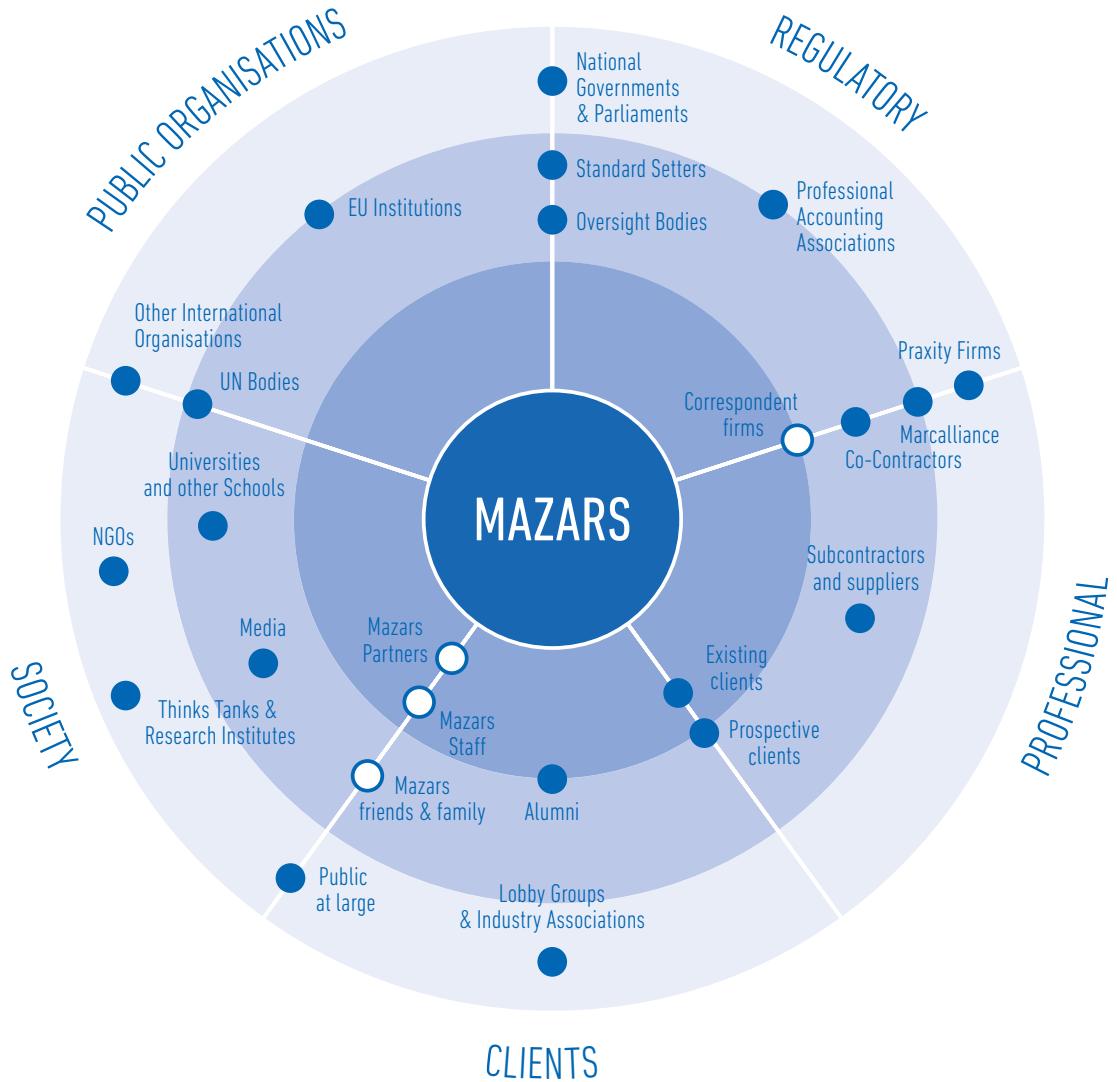 PUBLIC ORGANISATIONS
REGULATORY
National
Governments
& Parliaments
Standard Setters
Professional
Accounting
Associations
EU Institutions
Oversight Bodies
Other International
Organisations
UN Bodies
Praxity Firms
Correspondent
firms
Marcalliance
Co-Contractors
Universities
and other Schools
MAZARS
NGOs
Subcontractors
and suppliers
Media
Mazars
Partners
Existing
clients
Thinks Tanks &
Research Institutes
Mazars
Staff
Prospective
clients
SOCIETY
PROFESSIONAL
Mazars
friends & family
Alumni
Public
at large
Lobby Groups
& Industry Associations
CLIENTS